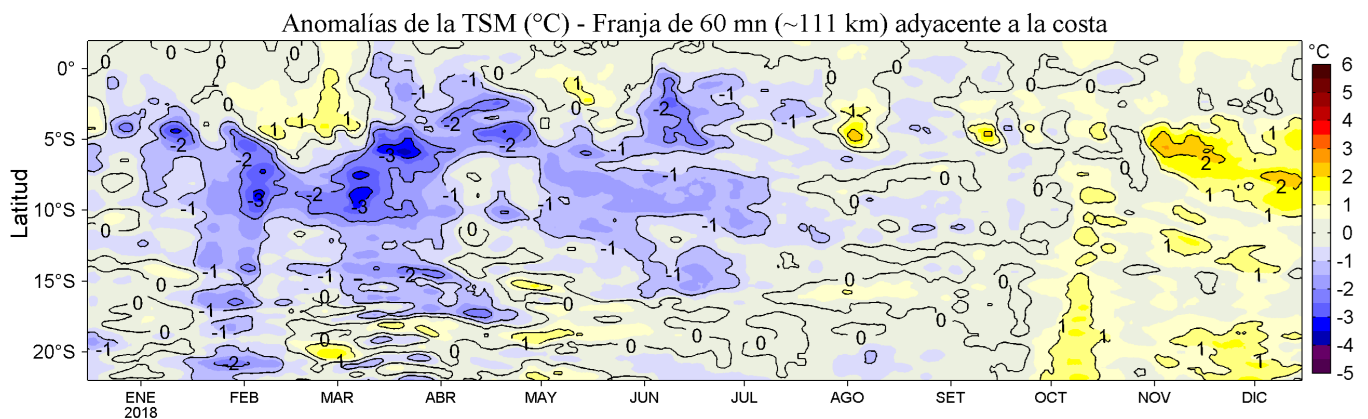 Anomalías de la TSM (°C) - Franja de 60 mn (~111 km) adyacente a la costa
°C
6
5
4
3
2
1
0
-1
-2
-3
-4
-5
Latitud
0°
5°S
10°S
15°S
20°S
ENE FEB MAR ABR MAY JUN JUL AGO SET OCT NOV DIC
2018